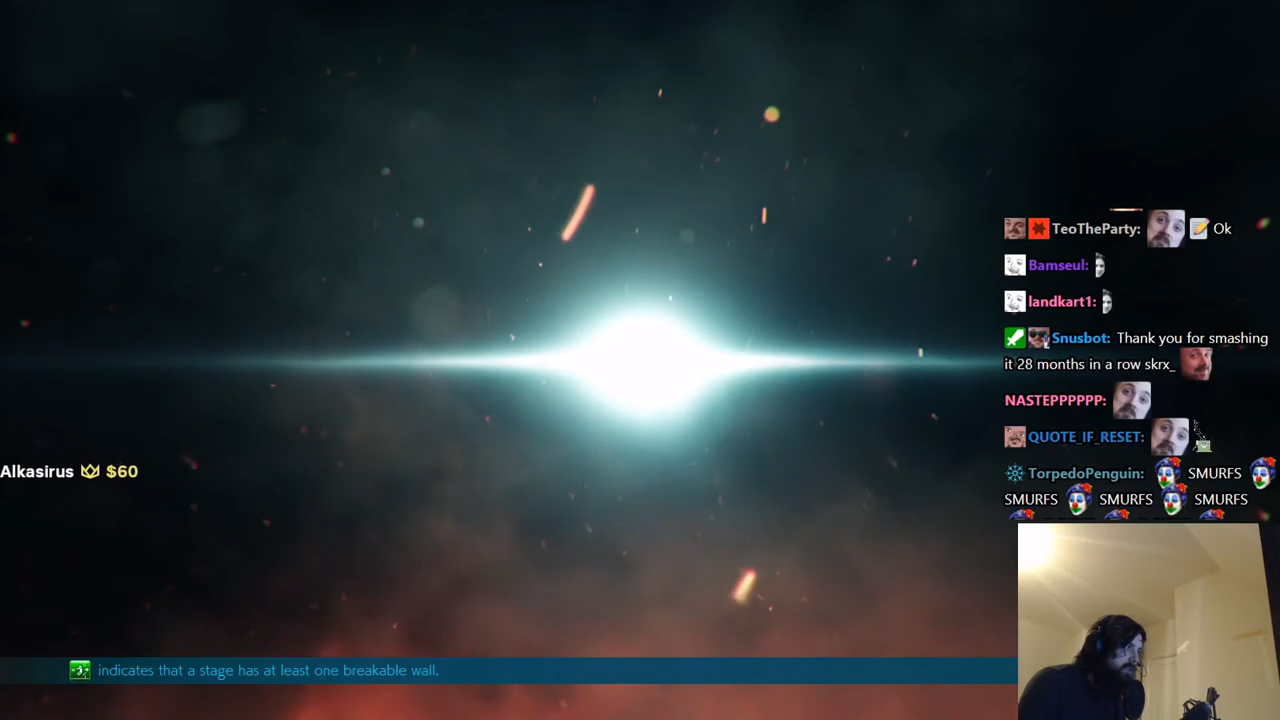 TeoTheParty: Ok
Bamseul:
landkart1:
Snusbot: Thank you for smashing
it 28 months in a row skrx_
NASTEPPPPPP:
QUOTE_IF_RESET:
Alkasirus $60
TorpedoPenguin: SMURFS
SMURFS SMURFS SMURFS
indicates that a stage has at least one breakable wall.